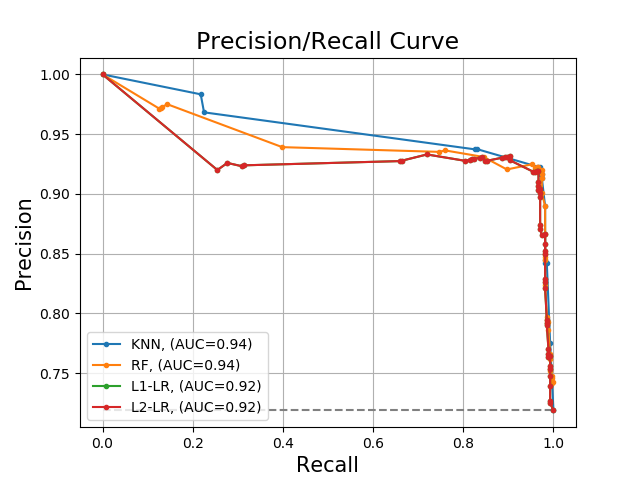 Precision/Recall Curve
1.00
0.95
0.90
0.85
0.80
0.75
Precision
KNN, (AUC=0.94)
RF, (AUC=0.94)
L1-LR, (AUC=0.92)
L2-LR, (AUC=0.92)
0.0 0.2 0.4 0.6 0.8 1.0
Recall